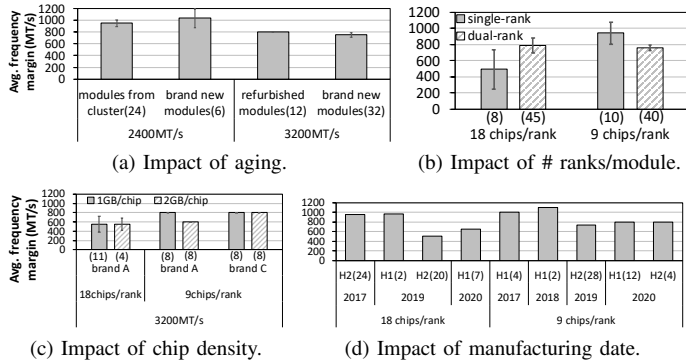 Avg. frequency
margin (MT/s)
1200
1000
800
600
400
200
0
modules from
cluster(24)
brand new
modules(6)
refurbished
modules(12)
brand new
modules(32)
2400MT/s
3200MT/s
(a) Impact of aging.
Avg. frequency
margin(MT/s)
single-rank
dual-rank
1200
1000
800
600
400
200
0
(8)
(45)
(10)
(40)
18 chips/rank
9 chips/rank
(b) Impact of # ranks/module.
Avg. frequency
margin (MT/s)
1GB/chip
2GB/chip
1200
1000
800
600
400
200
0
(11)
(4)
(8)
(8)
(8)
(8)
brand A
brand A
brand C
18chips/rank
9chips/rank
3200MT/s
(c) Impact of chip density.
1200
1000
800
600
400
200
0
H2(24)
H1(2)
H2(20)
H1(7)
H1(4)
H1(2)
H2(28)
H1(12)
H2(4)
2017
2019
2020
2017
2018
2019
2020
18 chips/rank
9 chips/rank
(d) Impact of manufacturing date.